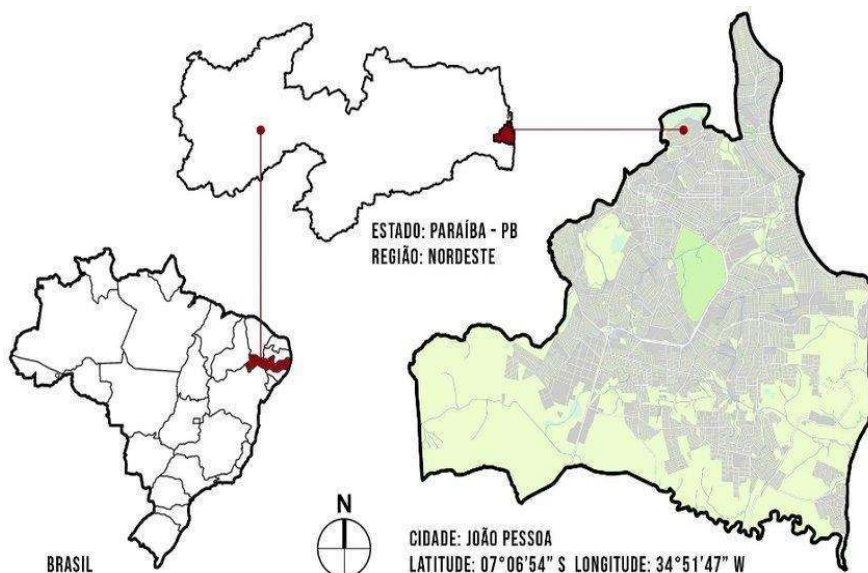 ESTADO: PARAÍBA - PB
REGIÃO: NORDESTE
N
BRASIL
CIDADE: JOÃO PESSOA
LATITUDE: 07°06'54" S LONGITUDE: 34°51'47" W